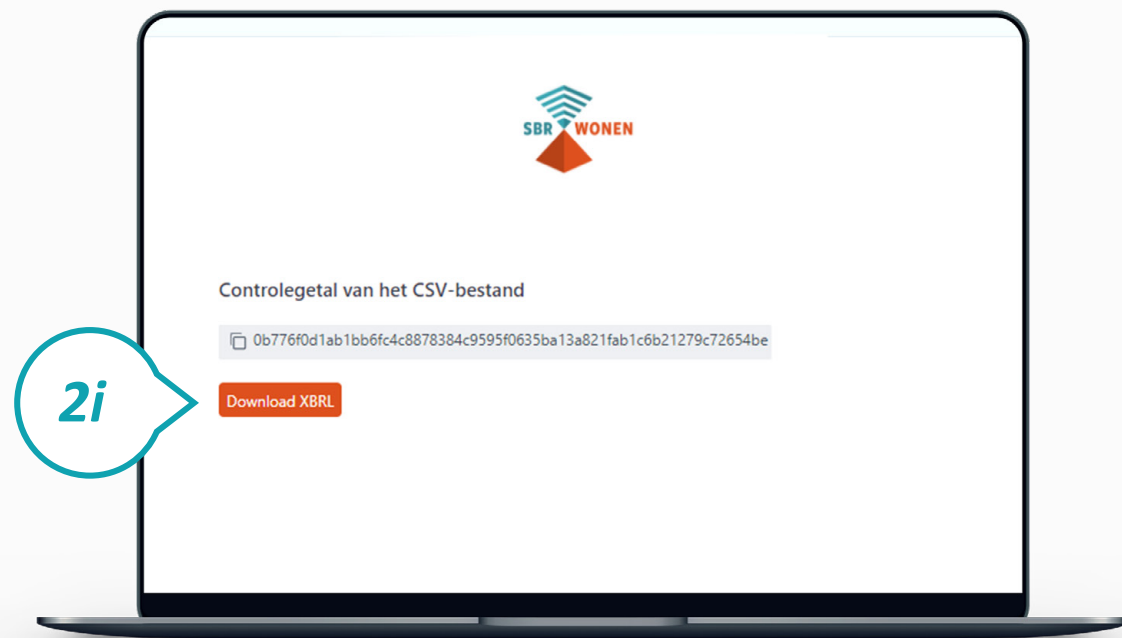 SBR WONEN
Controlegetal van het CSV-bestand
0b776f0d1ab1bb6fc4c8878384c9595f0635ba13a821fab1c6b21279c72654be
2i
Download XBRL